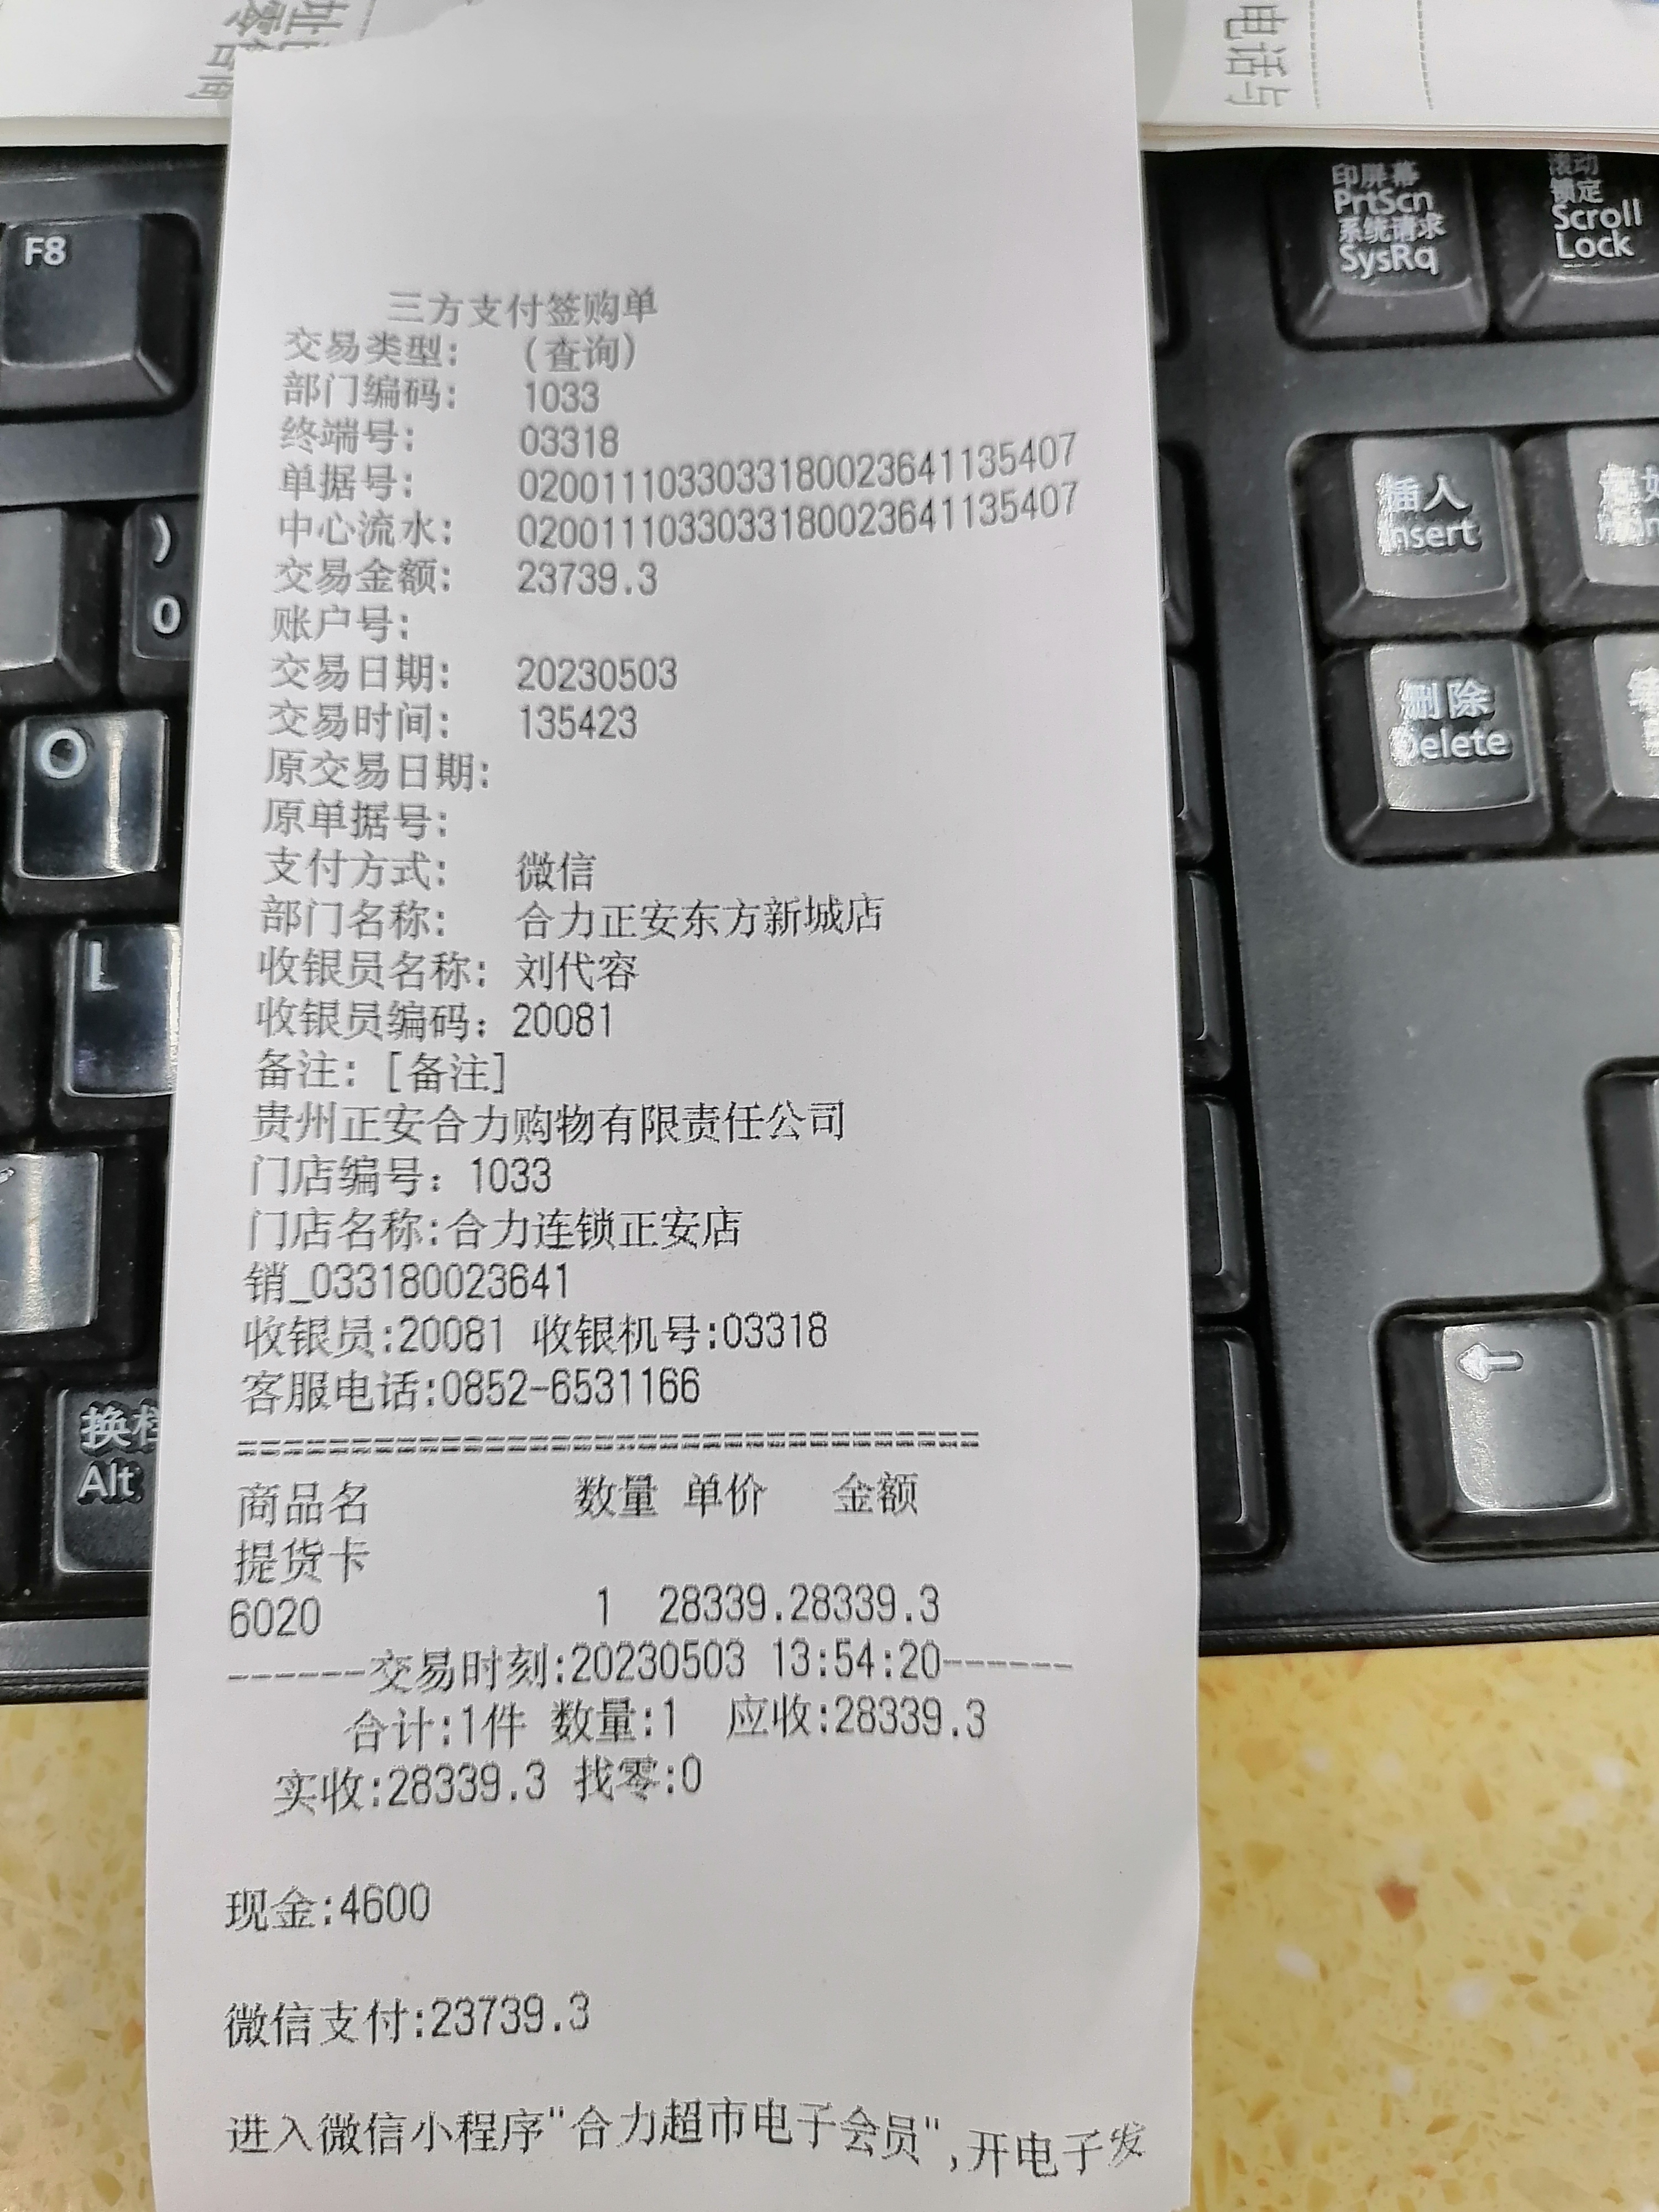 三方支付签购单
交易类型: (查询)
部门编码: 1033
终端号: 03318
单据号: 0200111033033180023641135407
中心流水: 0200111033033180023641135407
交易金额: 23739.3
账户号:
交易日期: 20230503
交易时间: 135423
原交易日期:
原单据号:
支付方式: 微信
部门名称: 合力正安东方新城店
收银员名称: 刘代容
收银员编码: 20081
备注: [备注]
贵州正安合力购物有限责任公司
门店编号: 1033
门店名称:合力连锁正安店
销_033180023641
收银员:20081 收银机号:03318
客服电话:0852-6531166
================================
商品名 数量 单价 金额
提货卡
6020 1 28339.28339.3
------交易时刻:20230503 13:54:20------
合计:1件 数量:1 应收:28339.3
实收:28339.3 找零:0
现金:4600
微信支付:23739.3
进入微信小程序"合力超市电子会员",开电子发
电话与
F8
印屏幕
PrtScn
系统请求
SysRq
滚动
锁定
Scroll
Lock
)
0
插入
Insert
O
删除
Delete
L
换档
Alt
←